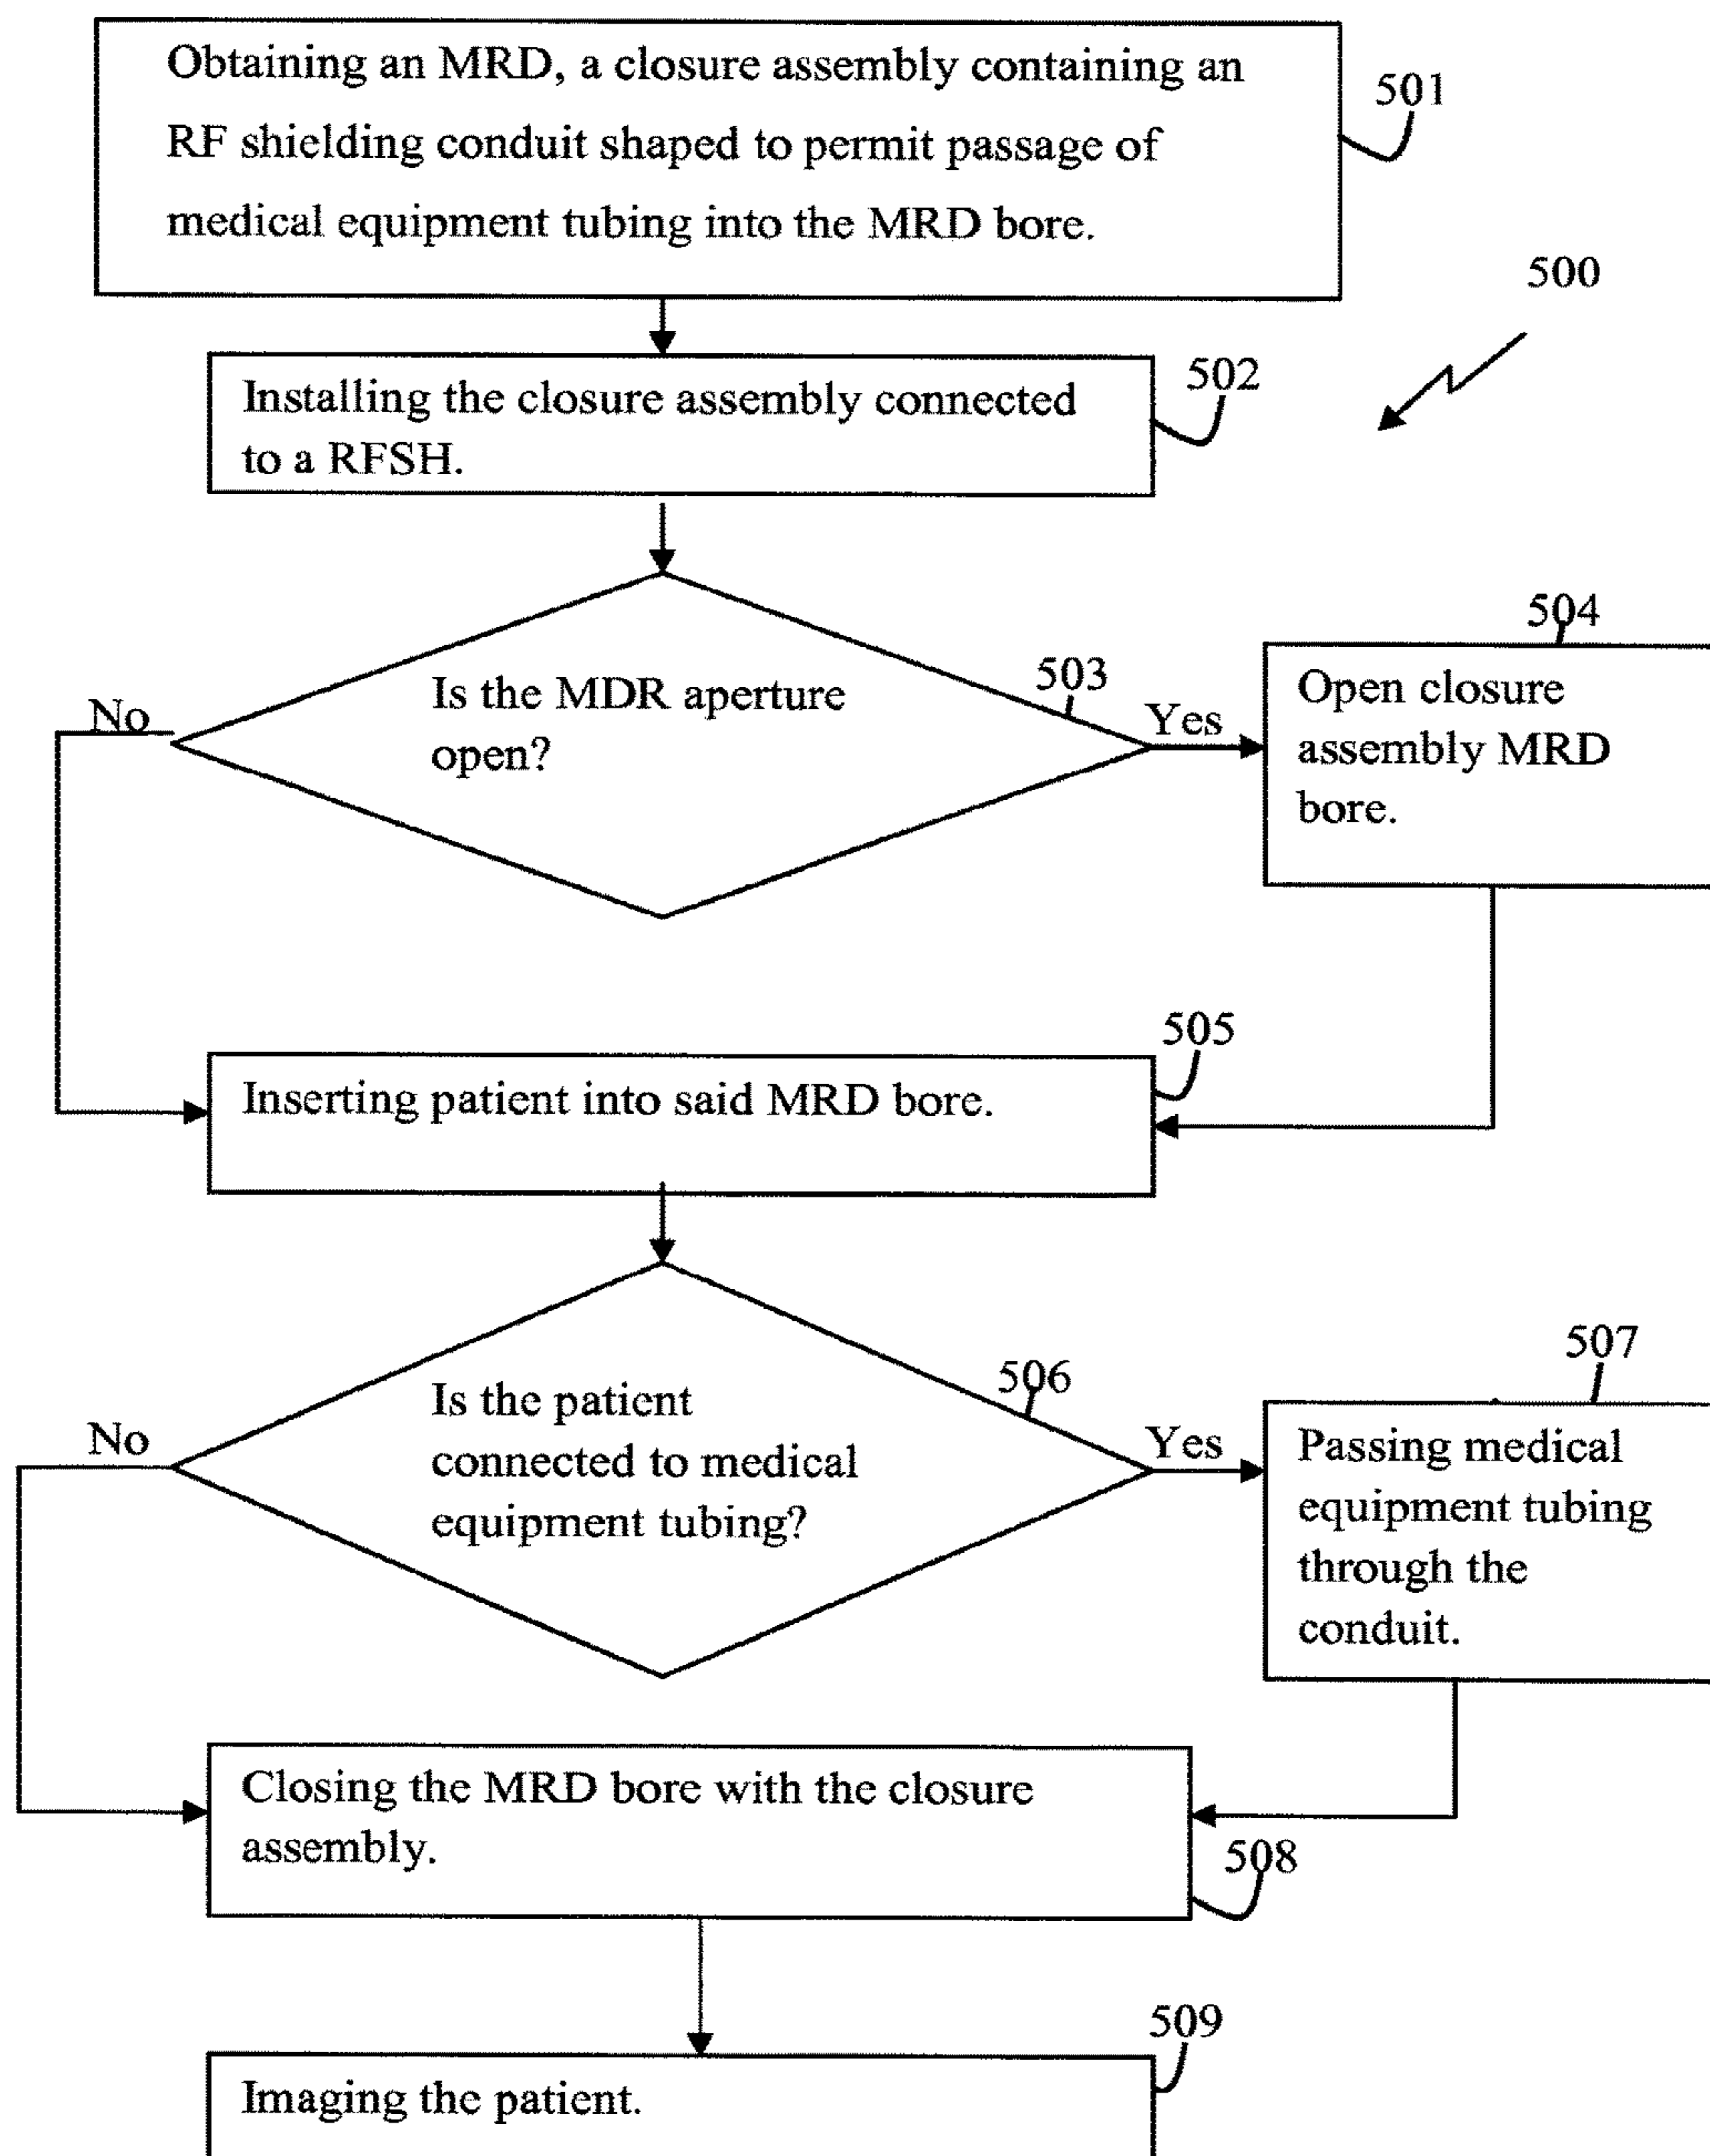 Obtaining an MRD, a closure assembly containing an
RF shielding conduit shaped to permit passage of
medical equipment tubing into the MRD bore.
501
500
Installing the closure assembly connected
to a RFSH.
502
Is the MDR aperture
open?
503
No
Yes
504
Open closure
assembly MRD
bore.
505
Inserting patient into said MRD bore.
Is the patient
connected to medical
equipment tubing?
506
No
Yes
507
Passing medical
equipment tubing
through the
conduit.
Closing the MRD bore with the closure
assembly.
508
509
Imaging the patient.